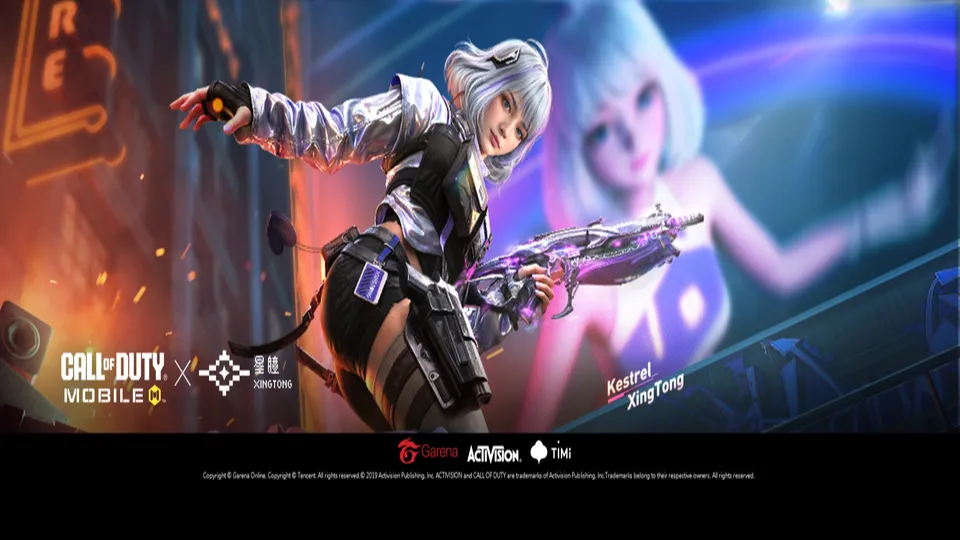 RE
CALL OF DUTY®
MOBILE
星瞳
XINGTONG
Kestrel
XingTong
Garena
ACTIVISION®
TiMi
Copyright © Garena Online. Copyright © Tencent. All rights reserved.© 2019 Activision Publishing, Inc. ACTIVISION and CALL OF DUTY are trademarks of Activision Publishing, Inc.Trademarks belong to their respective owners. All rights reserved.